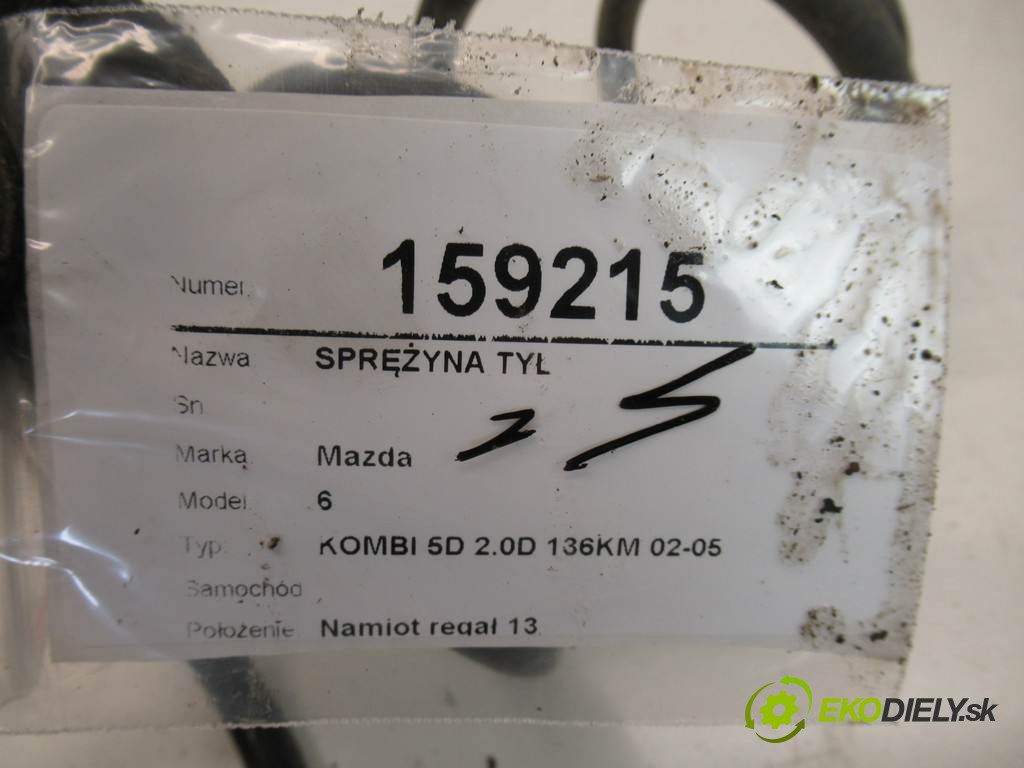 Numer 159215
Nazwa SPRĘŻYNA TYŁ
Sn
Marka Mazda
Model 6
Typ: KOMBI 5D 2.0D 136KM 02-05
Samochód
Położenie Namiot regał 13
EKODIELY.sk